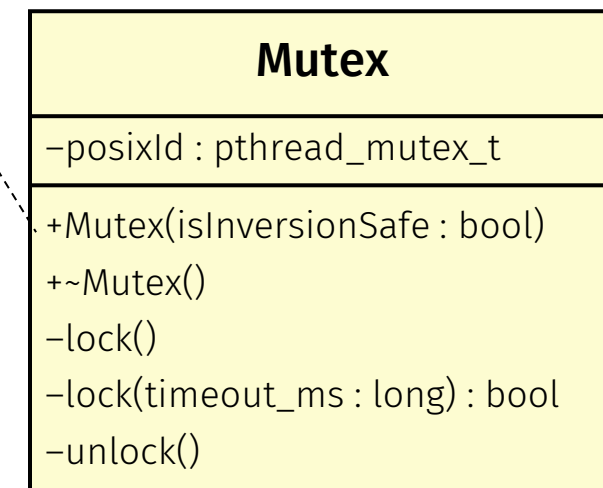 Mutex
–posixId : pthread_mutex_t
+Mutex(isInversionSafe : bool)
+~Mutex()
–lock()
–lock(timeout_ms : long) : bool
–unlock()